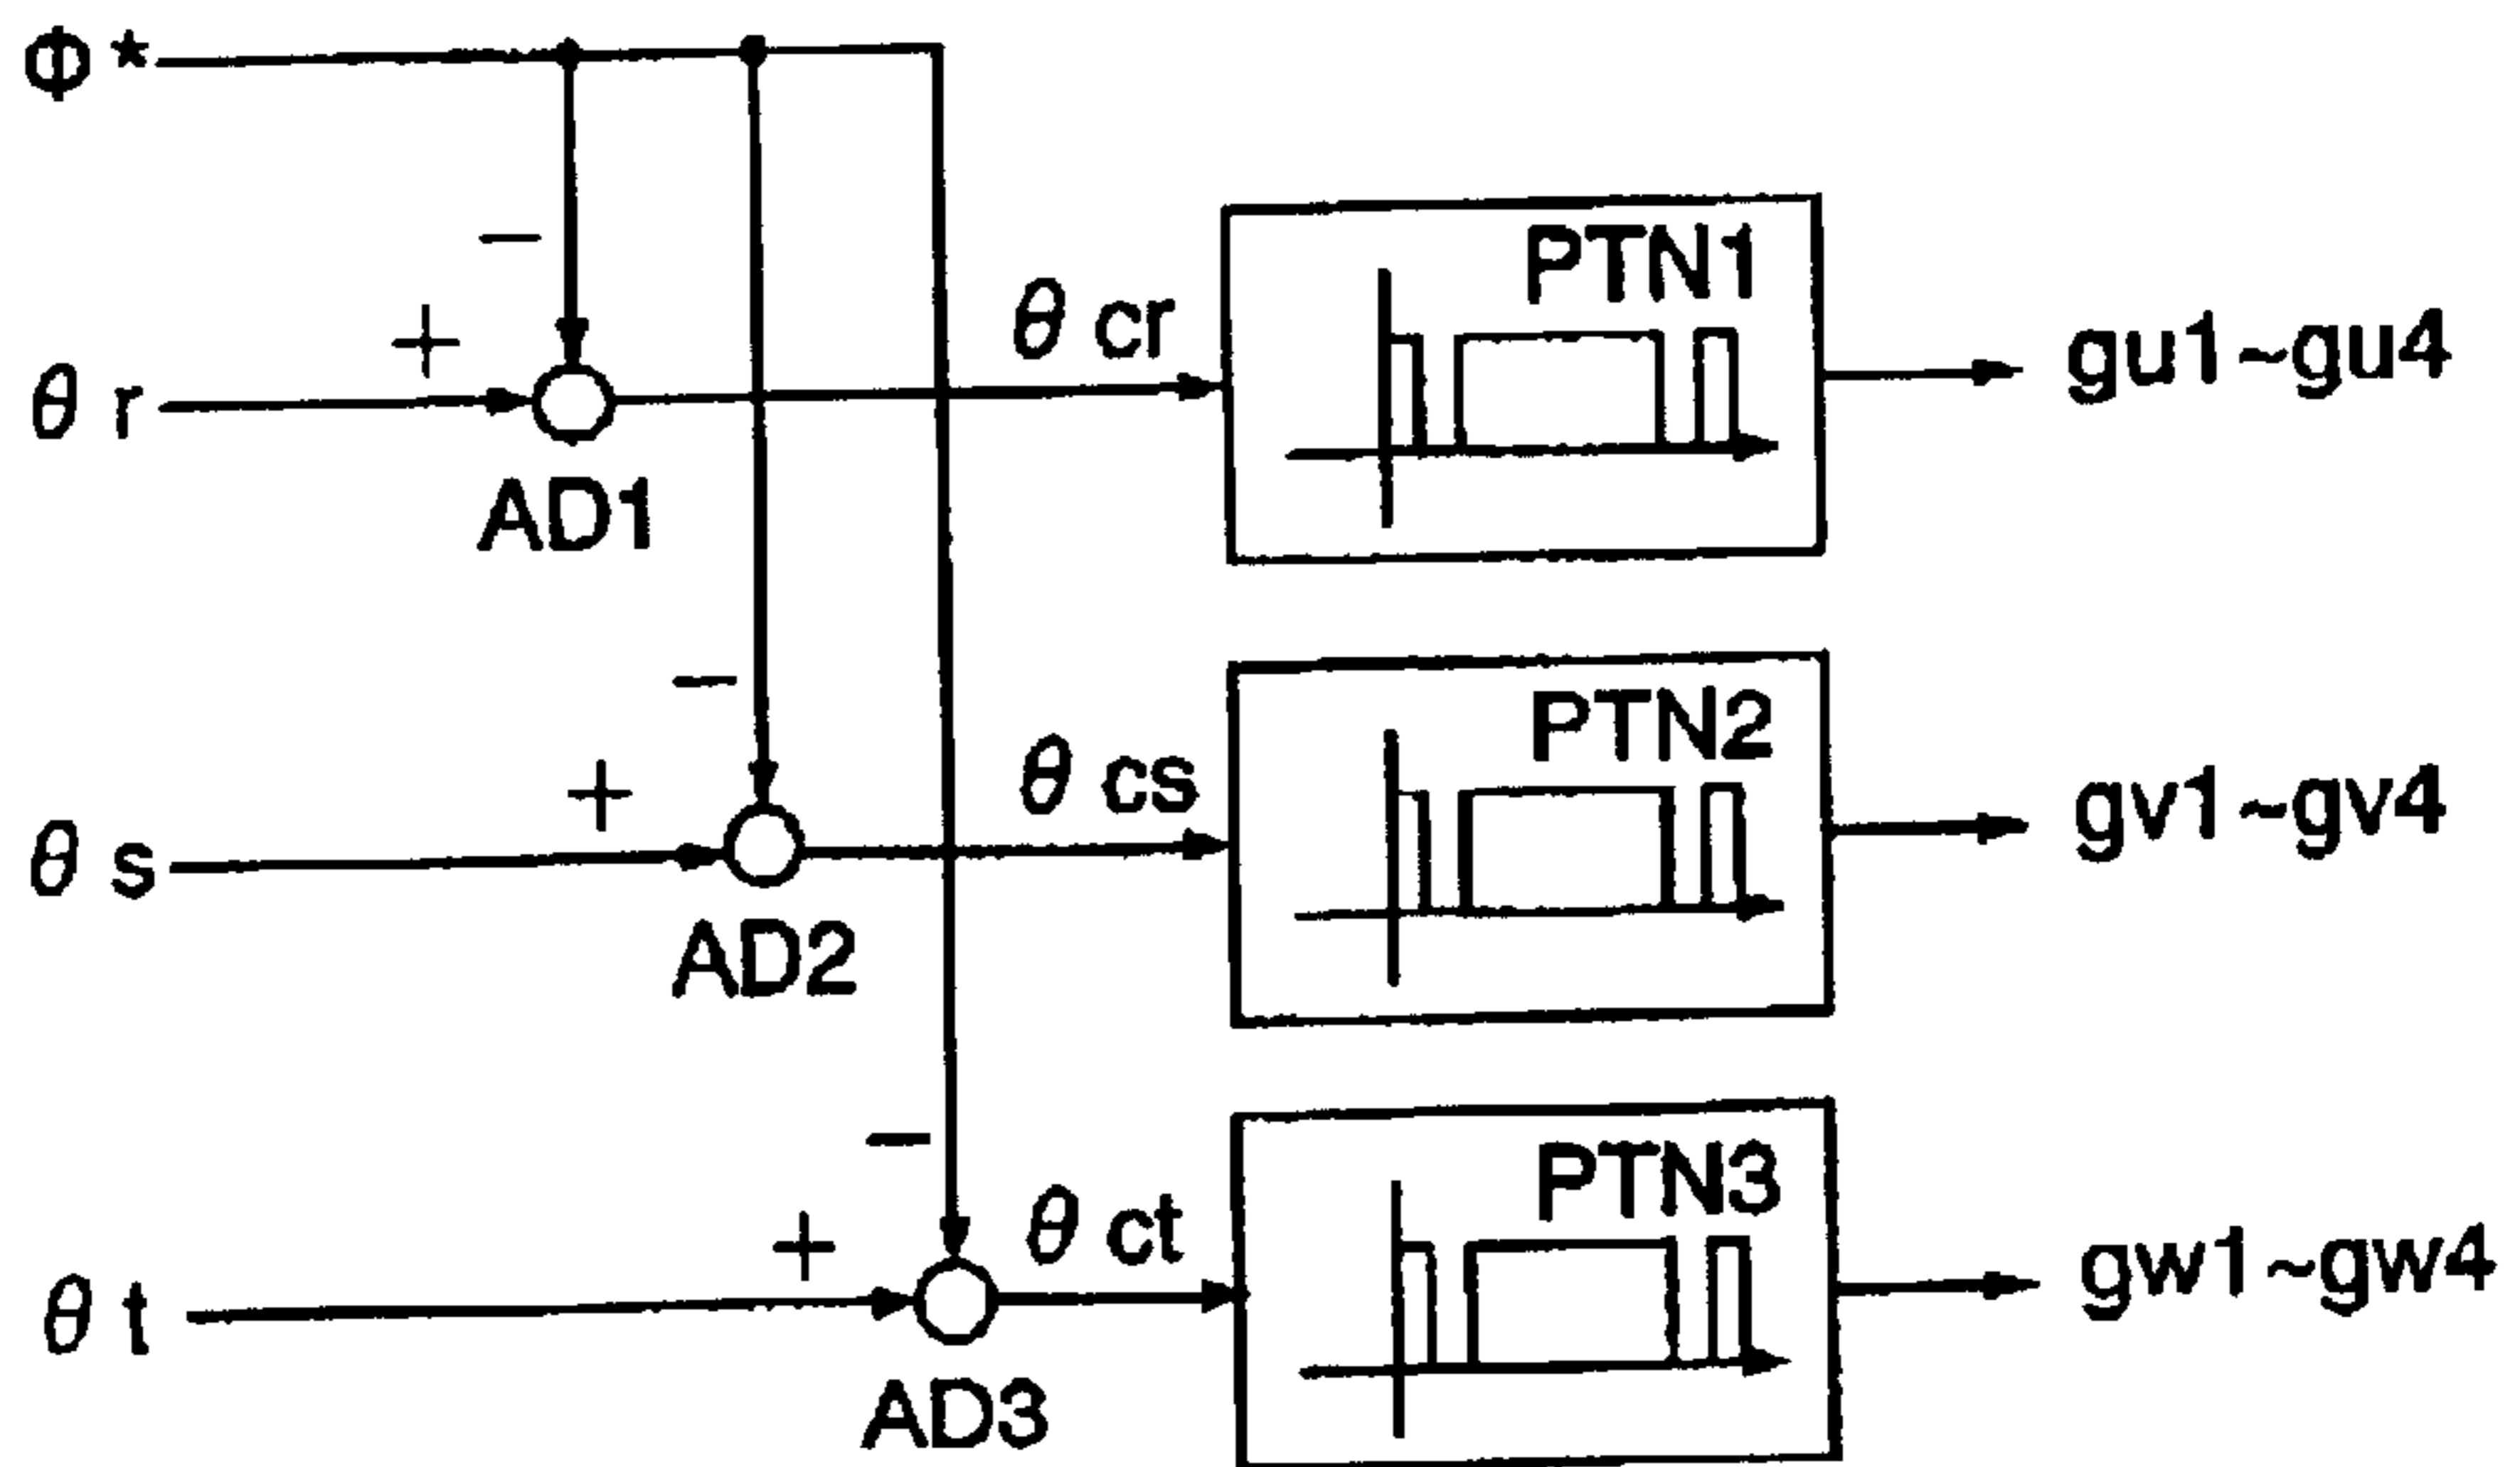 Φ*
PTN1
−
+
θ cr
gu1~gu4
θ r
AD1
PTN2
−
+
θ cs
gv1~gv4
θ s
AD2
PTN3
−
+
θ ct
gw1~gw4
θ t
AD3